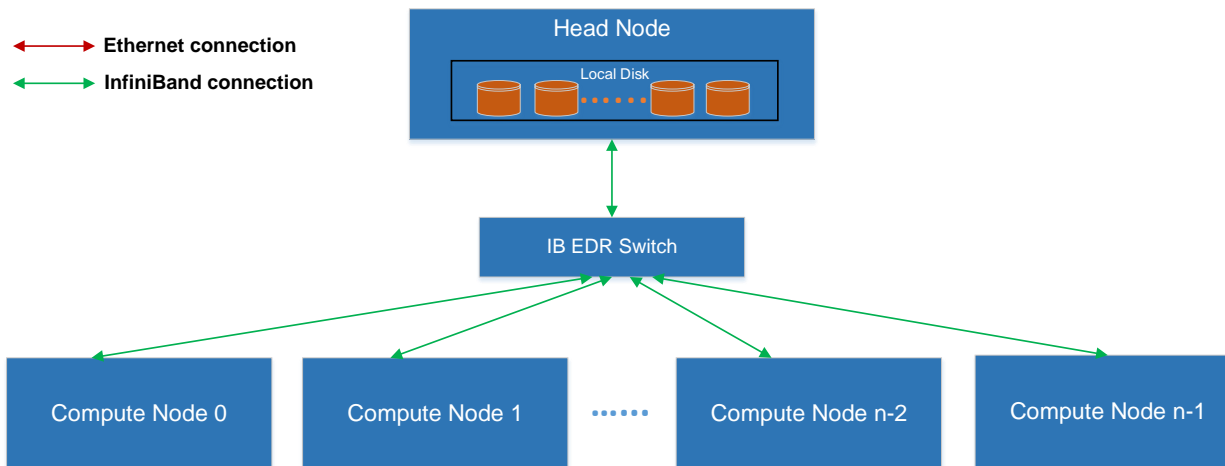 Head Node
Ethernet connection
Local Disk
InfiniBand connection
IB EDR Switch
Compute Node 0
Compute Node 1
Compute Node n-2
Compute Node n-1